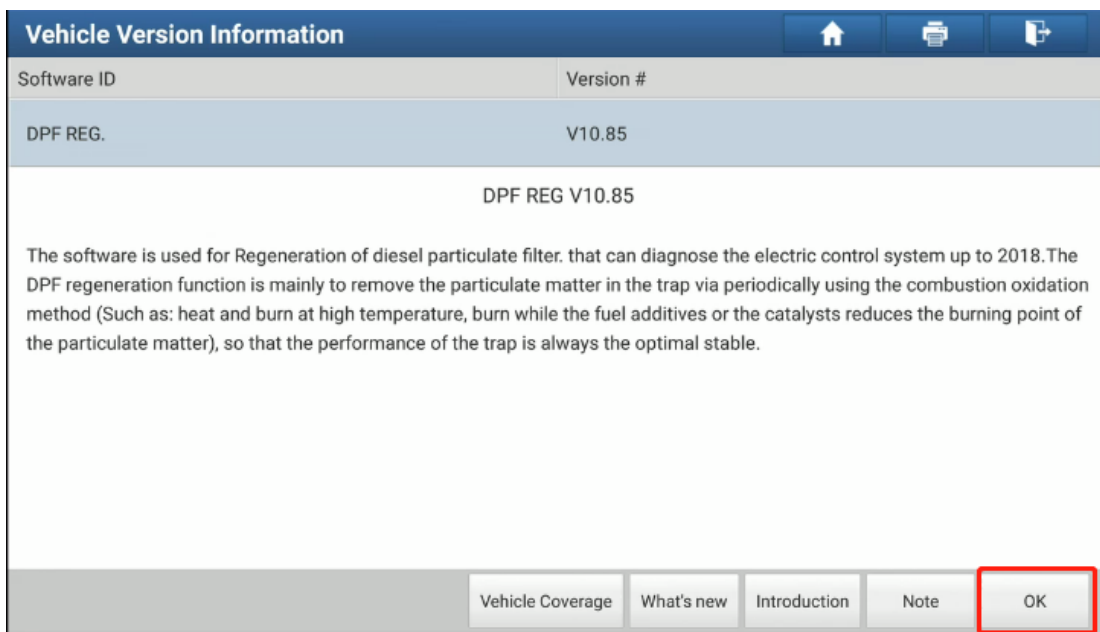 Vehicle Version Information
Software ID Version #
DPF REG. V10.85
DPF REG V10.85
The software is used for Regeneration of diesel particulate filter. that can diagnose the electric control system up to 2018.The
DPF regeneration function is mainly to remove the particulate matter in the trap via periodically using the combustion oxidation
method (Such as: heat and burn at high temperature, burn while the fuel additives or the catalysts reduces the burning point of
the particulate matter), so that the performance of the trap is always the optimal stable.
Vehicle Coverage What's new Introduction Note OK